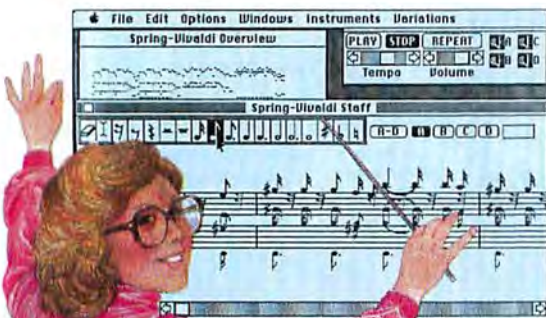 File Edit Options Windows Instruments Variations
Spring-Vivaldi Overview
PLAY STOP REPEAT
A C
B D
Tempo Volume
Spring-Vivaldi Staff
A-D A B C D